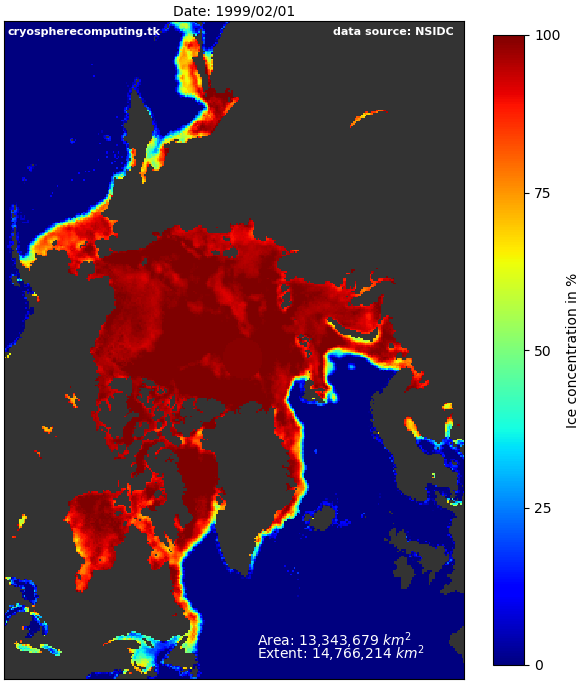 Date: 1999/02/01
cryospherecomputing.tk
data source: NSIDC
100
75
50
25
0
Ice concentration in %
Area: 13,343,679 km²
Extent: 14,766,214 km²